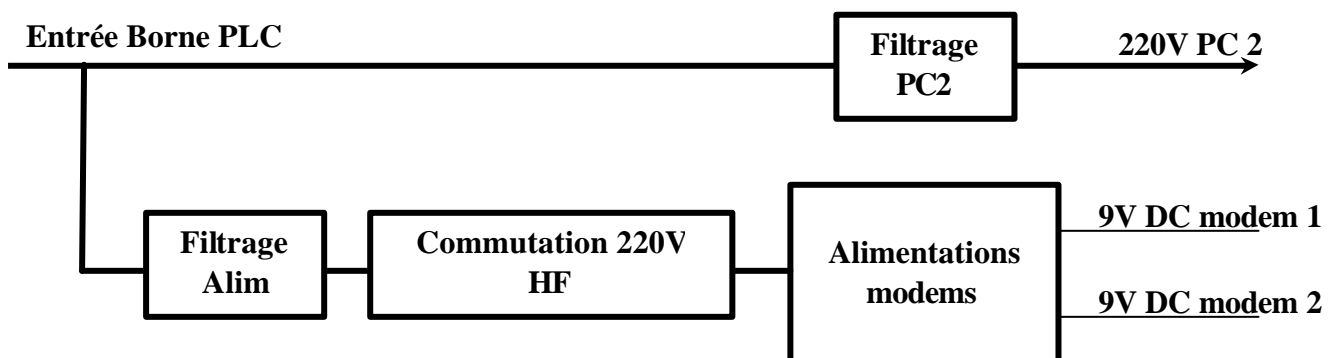 Entrée Borne PLC
Filtrage
PC2
220V PC 2
Filtrage
Alim
Commutation 220V
HF
Alimentations
modems
9V DC modem 1
9V DC modem 2